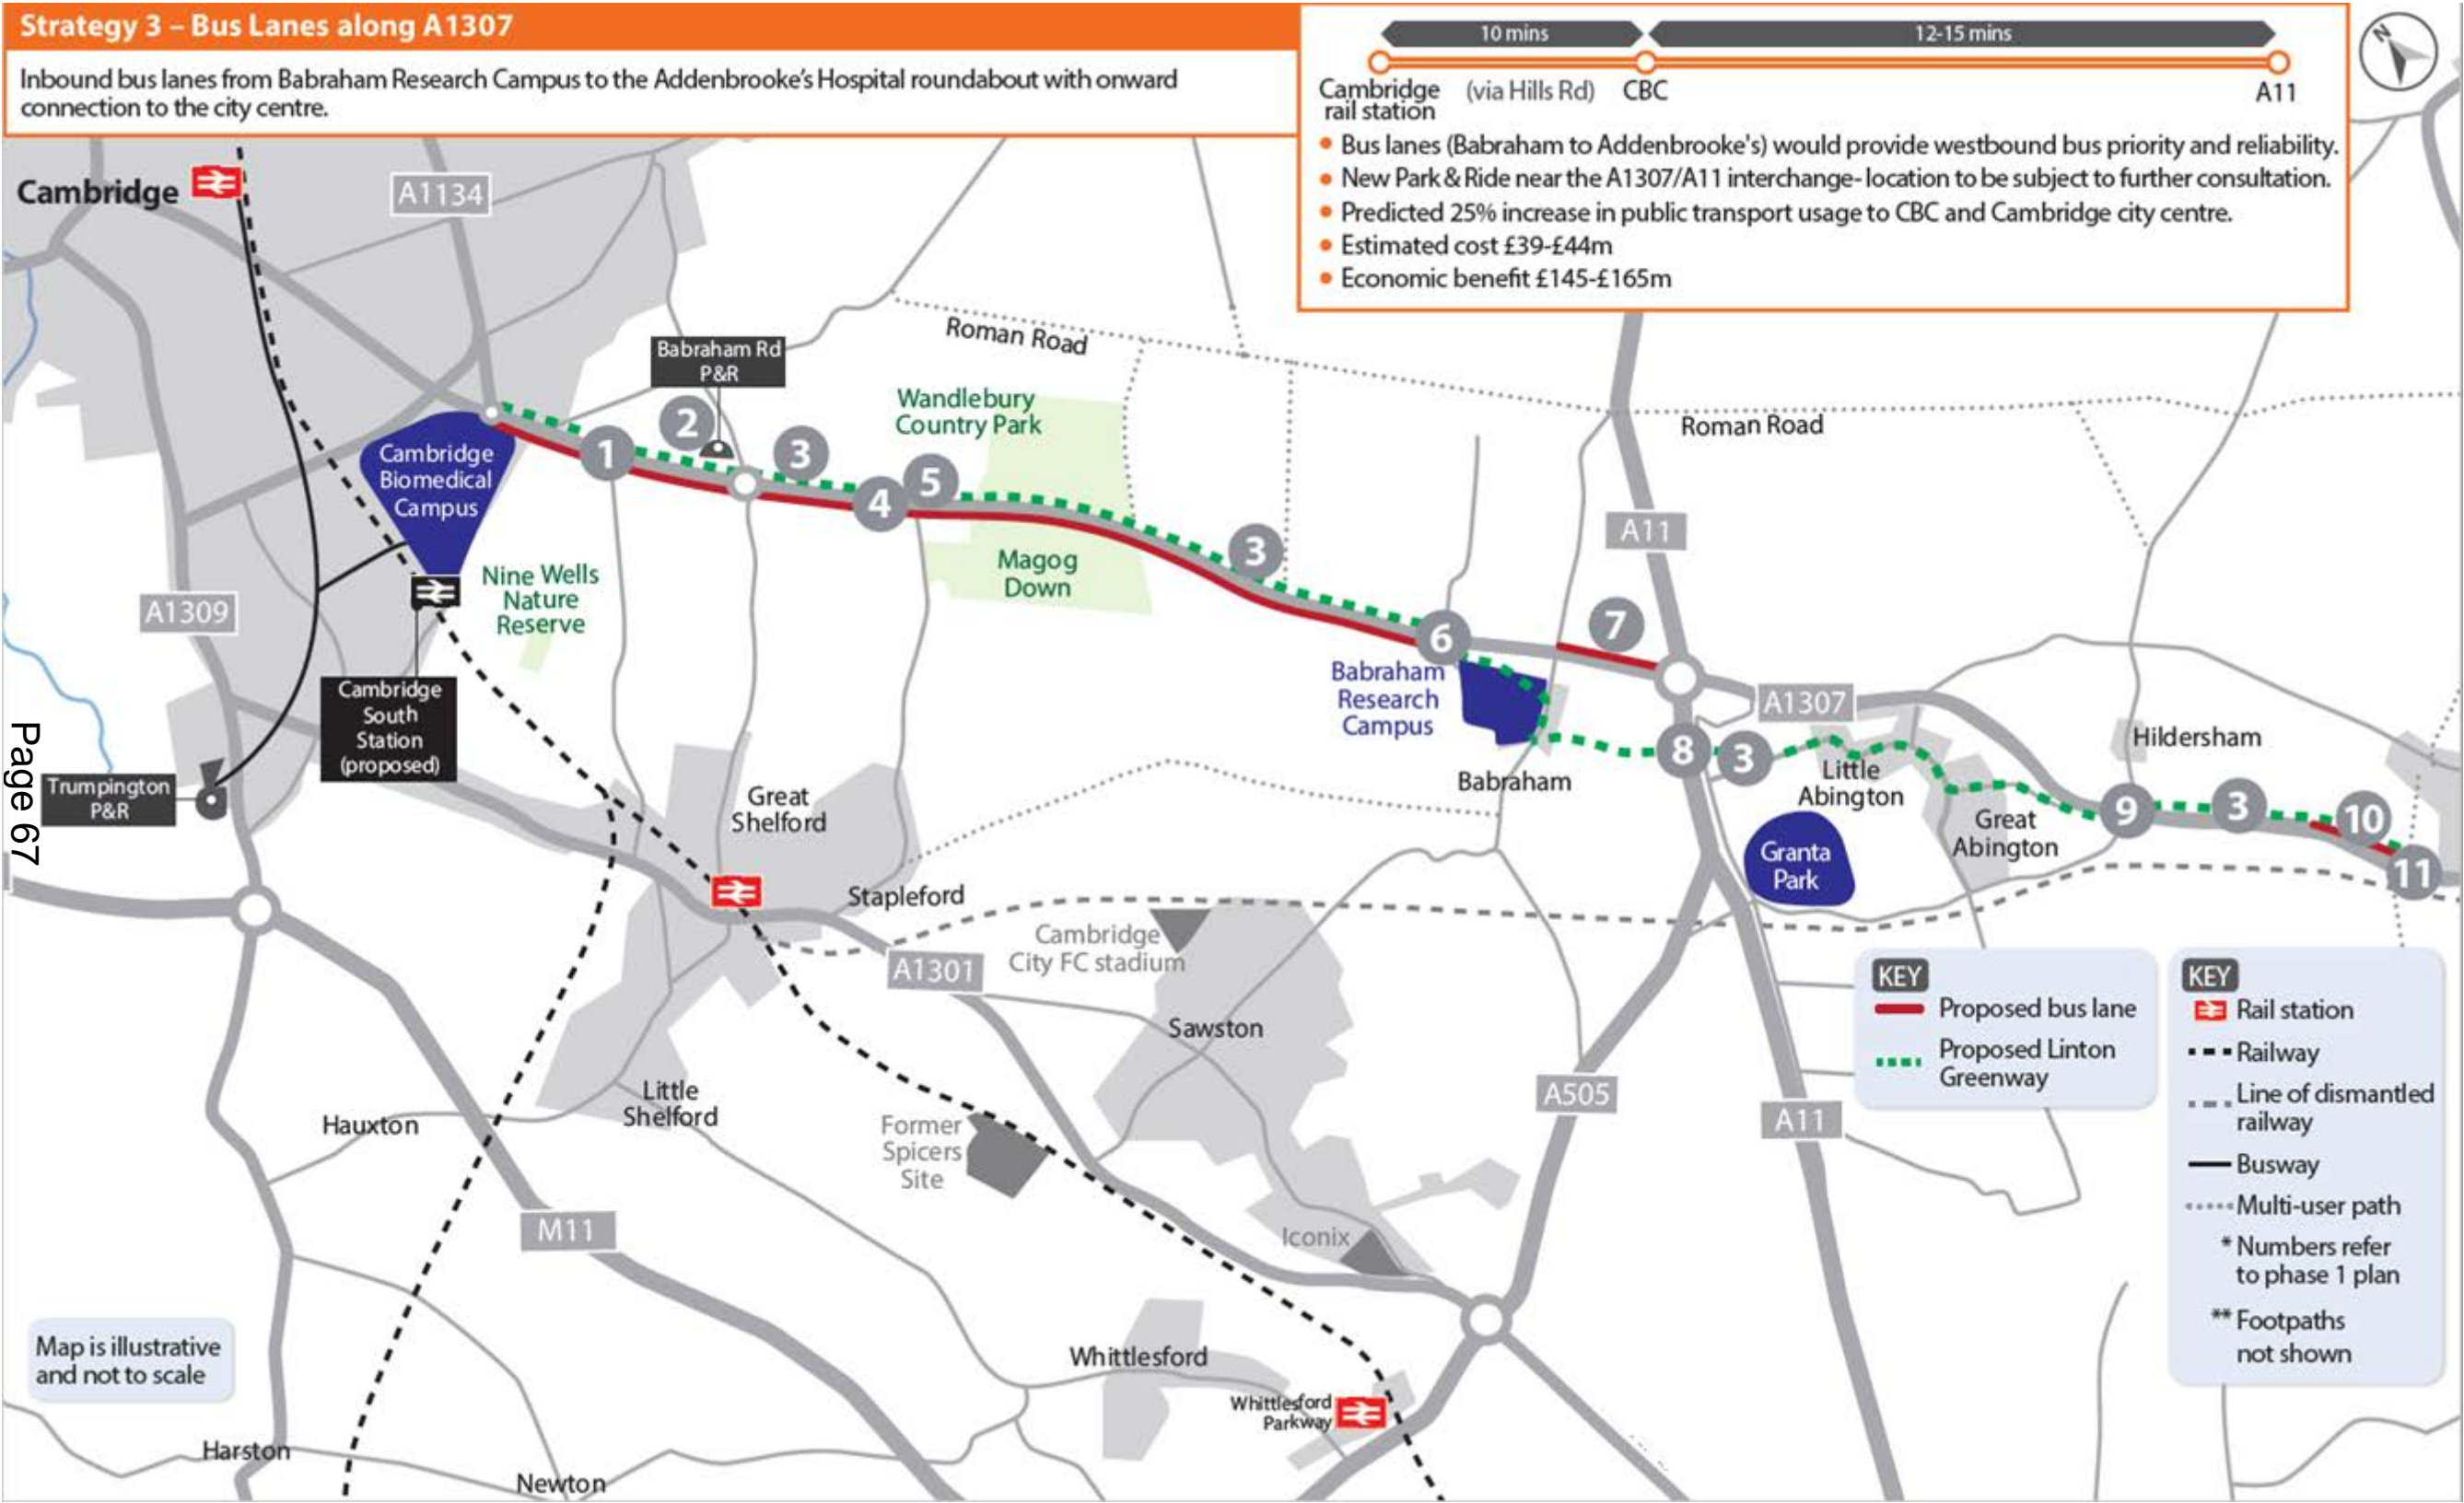 Strategy 3 – Bus Lanes along A1307
Inbound bus lanes from Babraham Research Campus to the Addenbrooke's Hospital roundabout with onward
connection to the city centre.
10 mins
12-15 mins
Cambridge
rail station
(via Hills Rd)
CBC
A11
• Bus lanes (Babraham to Addenbrooke's) would provide westbound bus priority and reliability.
• New Park & Ride near the A1307/A11 interchange- location to be subject to further consultation.
• Predicted 25% increase in public transport usage to CBC and Cambridge city centre.
• Estimated cost £39-£44m
• Economic benefit £145-£165m
N
Cambridge
A1134
Babraham Rd
P&R
Roman Road
Wandlebury
Country Park
Roman Road
1
2
3
4
5
Cambridge
Biomedical
Campus
A11
Magog
Down
3
Nine Wells
Nature
Reserve
A1309
6
7
Babraham
Research
Campus
A1307
Cambridge
South
Station
(proposed)
Hildersham
8
3
Babraham
Little
Abington
Trumpington
P&R
Great
Shelford
Great
Abington
9
3
10
11
Granta
Park
Page 67
Stapleford
Cambridge
City FC stadium
A1301
Sawston
A505
A11
Little
Shelford
Hauxton
Former
Spicers
Site
M11
Iconix
Whittlesford
Whittlesford
Parkway
Harston
Newton
Map is illustrative
and not to scale
KEY
Proposed bus lane
Proposed Linton
Greenway
KEY
Rail station
Railway
Line of dismantled
railway
Busway
Multi-user path
* Numbers refer
to phase 1 plan
** Footpaths
not shown